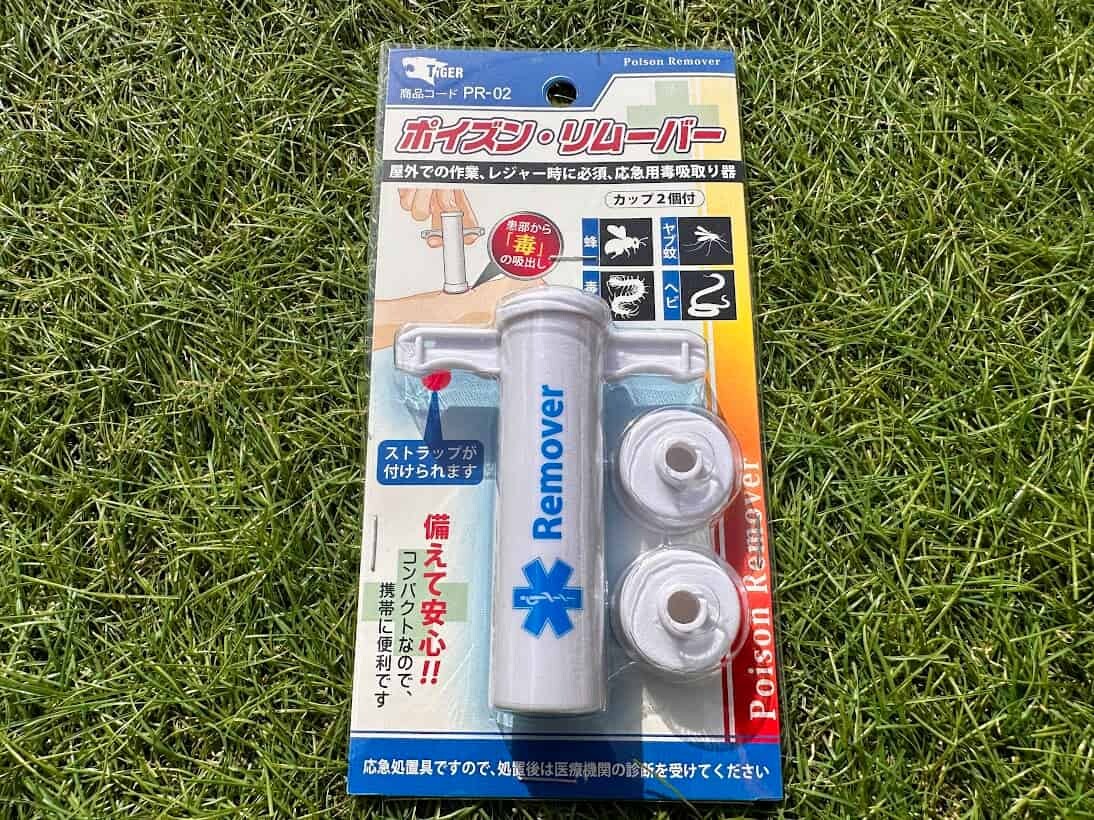 TIGER
Poison Remover
商品コード PR-02
ポイズン・リムーバー
屋外での作業、レジャー時に必須、応急用毒吸取り器
カップ2個付
患部から
「毒」
の吸出し
蜂
ヤブ蚊
毒
ヘビ
Remover
ストラップが
付けられます
備えて安心!!
コンパクトなので、
携帯に便利です
Poison Remover
応急処置具ですので、処置後は医療機関の診断を受けてください